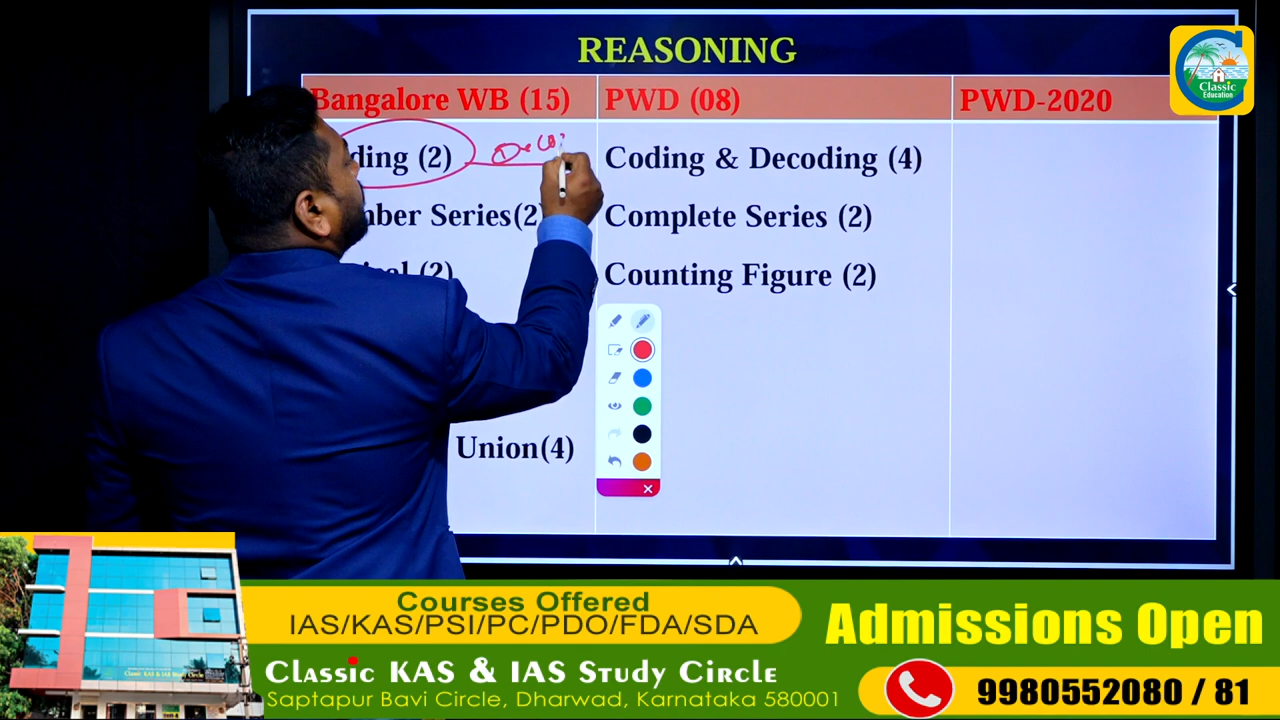 REASONING
Classic
Education
Bangalore WB (15)
PWD (08)
PWD-2020
ding (2)
Coding & Decoding (4)
mber Series(2)
Complete Series (2)
(2)
Counting Figure (2)
Union(4)
Courses Offered
IAS/KAS/PSI/PC/PDO/FDA/SDA
Admissions Open
Classic KAS & IAS Study Circle
Saptapur Bavi Circle, Dharwad, Karnataka 580001
9980552080 / 81